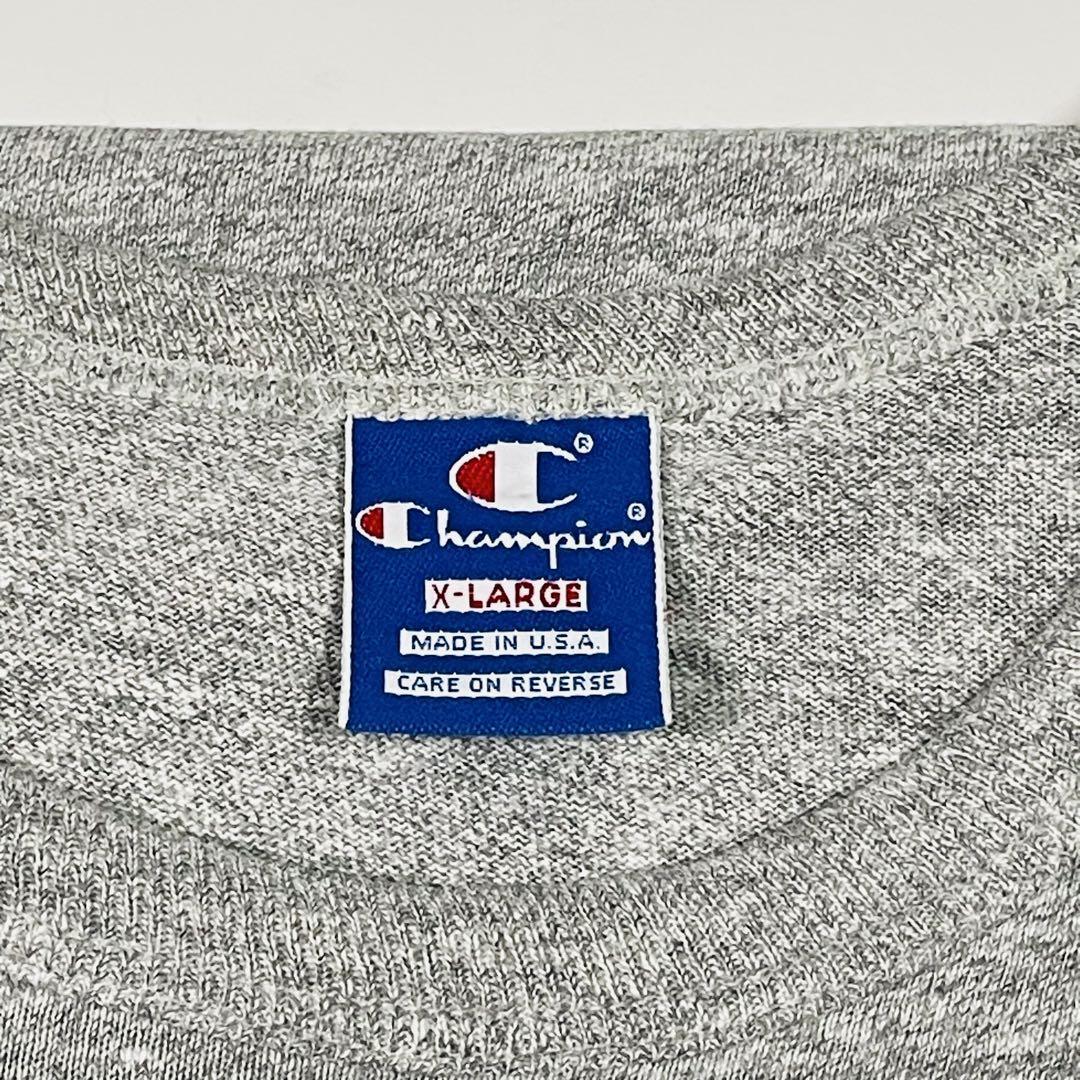 C®
Champion®
X-LARGE
MADE IN U.S.A.
CARE ON REVERSE